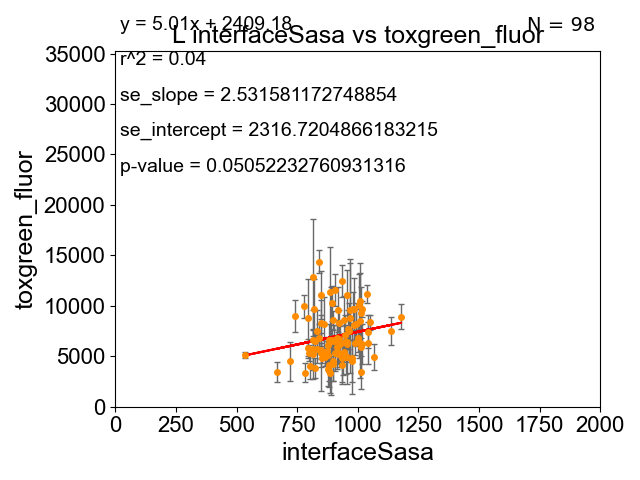 y = 5.01x + 2409.18
N = 98
L interfaceSasa vs toxgreen_fluor
r^2 = 0.04
se_slope = 2.531581172748854
se_intercept = 2316.7204866183215
p-value = 0.05052232760931316
35000
30000
25000
20000
15000
10000
5000
0
toxgreen_fluor
0 250 500 750 1000 1250 1500 1750 2000
interfaceSasa